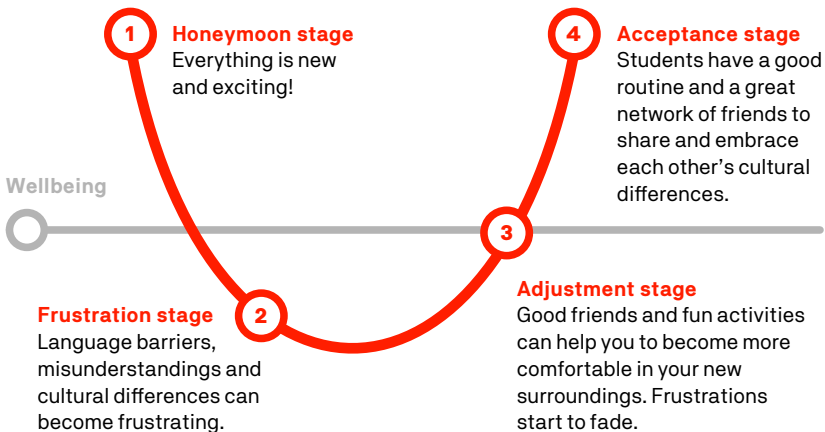 1
Honeymoon stage
Everything is new
and exciting!
4
Acceptance stage
Students have a good
routine and a great
network of friends to
share and embrace
each other’s cultural
differences.
Wellbeing
3
2
Frustration stage
Language barriers,
misunderstandings and
cultural differences can
become frustrating.
Adjustment stage
Good friends and fun activities
can help you to become more
comfortable in your new
surroundings. Frustrations
start to fade.